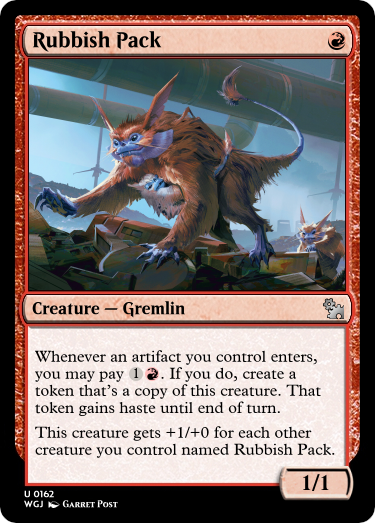 Rubbish Pack
Creature — Gremlin
Whenever an artifact you control enters,
you may pay 1 R. If you do, create a
token that's a copy of this creature. That
token gains haste until end of turn.
This creature gets +1/+0 for each other
creature you control named Rubbish Pack.
1/1
U 0162
WGJ Garret Post